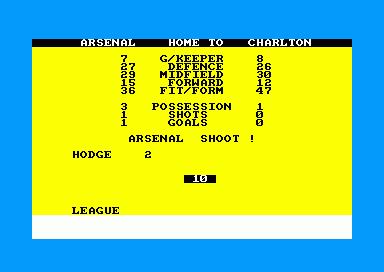 ARSENAL HOME TO CHARLTON
7 G/KEEPER 8
27 DEFENCE 26
29 MIDFIELD 30
15 FORWARD 12
36 FIT/FORM 47
3 POSSESSION 1
1 SHOTS 0
1 GOALS 0
ARSENAL SHOOT !
HODGE 2
10
LEAGUE